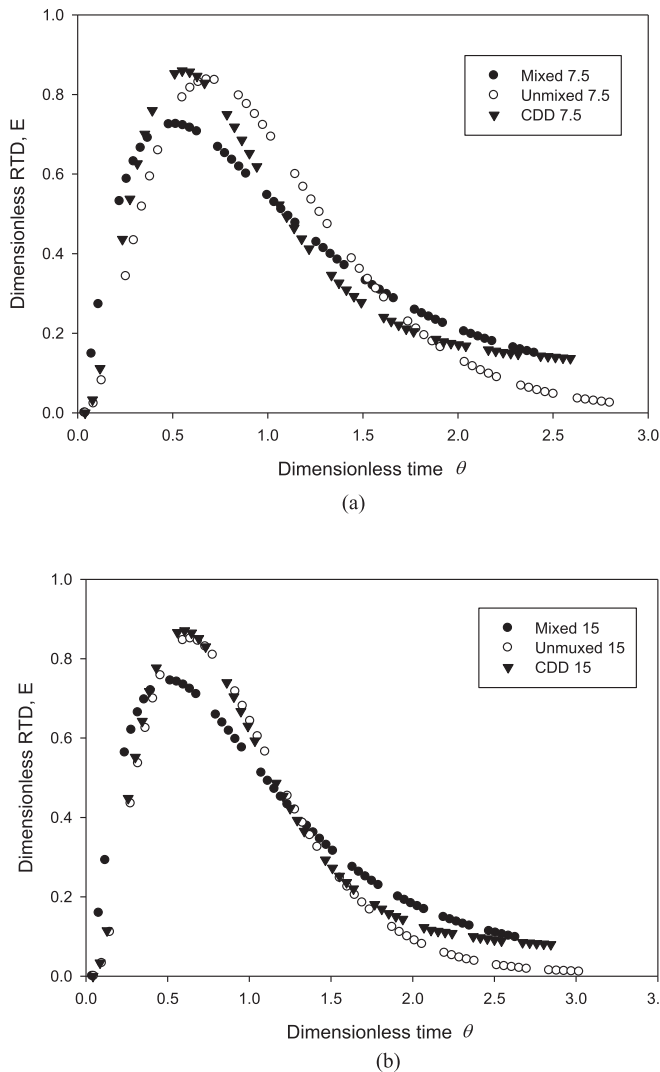 1.0
0.8
0.6
0.4
0.2
0.0
Dimensionless RTD, E
Mixed 7.5
Unmixed 7.5
CDD 7.5
0.0 0.5 1.0 1.5 2.0 2.5 3.0
Dimensionless time θ
(a)
1.0
0.8
0.6
0.4
0.2
0.0
Dimensionless RTD, E
Mixed 15
Unmuxed 15
CDD 15
0.0 0.5 1.0 1.5 2.0 2.5 3.
Dimensionless time θ
(b)